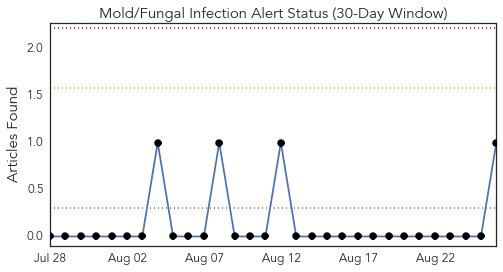 Mold/Fungal Infection Alert Status (30-Day Window)
Articles Found
2.0
1.5
1.0
0.5
0.0
Jul 28
Aug 02
Aug 07
Aug 12
Aug 17
Aug 22